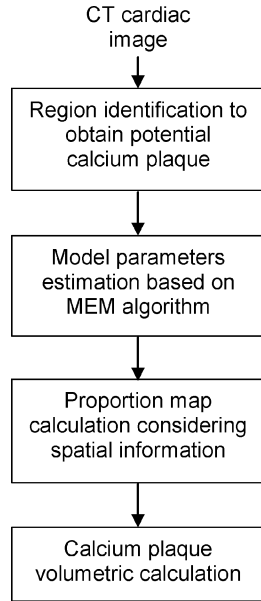 CT cardiac
image
Region identification to
obtain potential
calcium plaque
Model parameters
estimation based on
MEM algorithm
Proportion map
calculation considering
spatial information
Calcium plaque
volumetric calculation